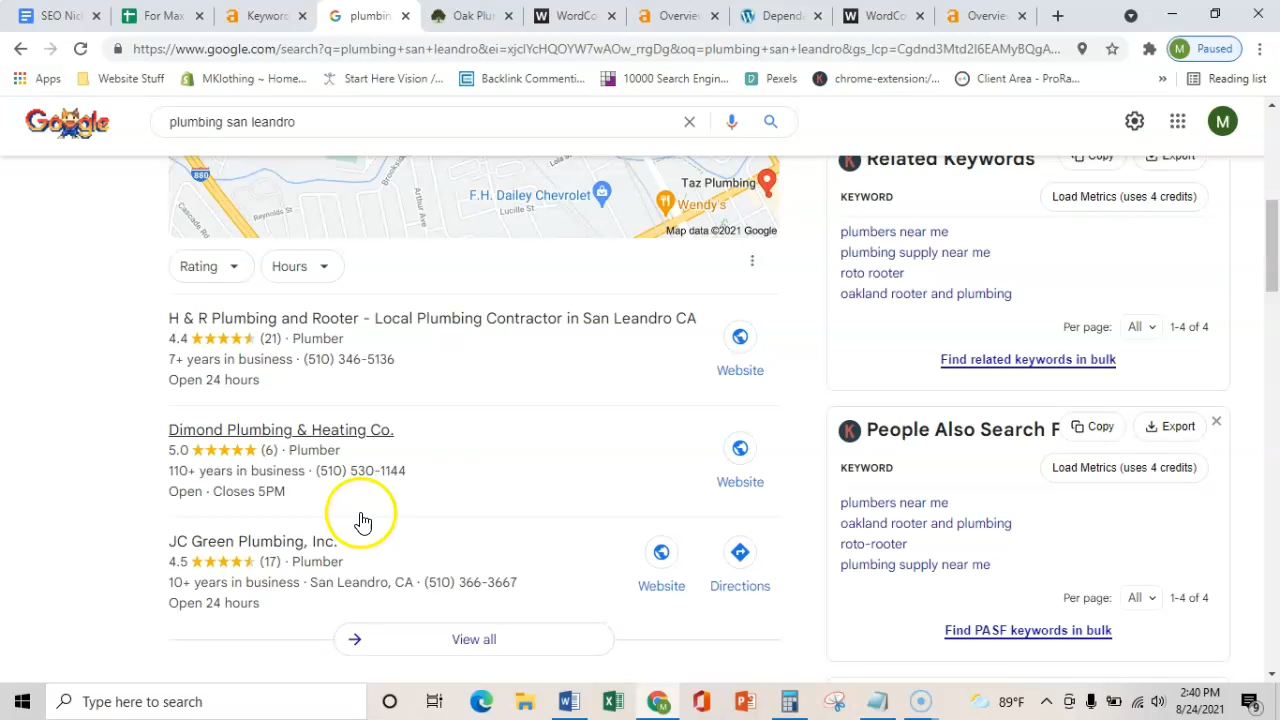 SEO Nicl
For Max
Keyword
plumbin
Oak Plur
WordCo
Overvie
Depend
WordCo
Overvie
https://www.google.com/search?q=plumbing+san+leandro&ei=xjclYcHQOYW7wAOw_rrgDg&oq=plumbing+san+leandro&gs_lcp=Cgdnd3Mtd2l6EAMyBQgA...
M Paused
Apps
Website Stuff
MKlothing ~ Home...
Start Here Vision /...
Backlink Commenti...
10000 Search Engin...
Pexels
chrome-extension:/...
Client Area - ProRa...
»
Reading list
Google
plumbing san leandro
M
880
Reynolds St
Cascade Rd
Arthur Ave
Lucille St
F.H. Dailey Chevrolet
Taz Plumbing
Wendy's
Map data ©2021 Google
Rating
Hours
H & R Plumbing and Rooter - Local Plumbing Contractor in San Leandro CA
4.4 (21) · Plumber
7+ years in business · (510) 346-5136
Open 24 hours
Website
Dimond Plumbing & Heating Co.
5.0 (6) · Plumber
110+ years in business · (510) 530-1144
Open · Closes 5PM
Website
JC Green Plumbing, Inc.
4.5 (17) · Plumber
10+ years in business · San Leandro, CA · (510) 366-3667
Open 24 hours
Website
Directions
View all
K Related Keywords
Copy
Export
KEYWORD
Load Metrics (uses 4 credits)
plumbers near me
plumbing supply near me
roto rooter
oakland rooter and plumbing
Per page: All 1-4 of 4
Find related keywords in bulk
K People Also Search F
Copy
Export
KEYWORD
Load Metrics (uses 4 credits)
plumbers near me
oakland rooter and plumbing
roto-rooter
plumbing supply near me
Per page: All 1-4 of 4
Find PASF keywords in bulk
Type here to search
89°F
2:40 PM
8/24/2021
9